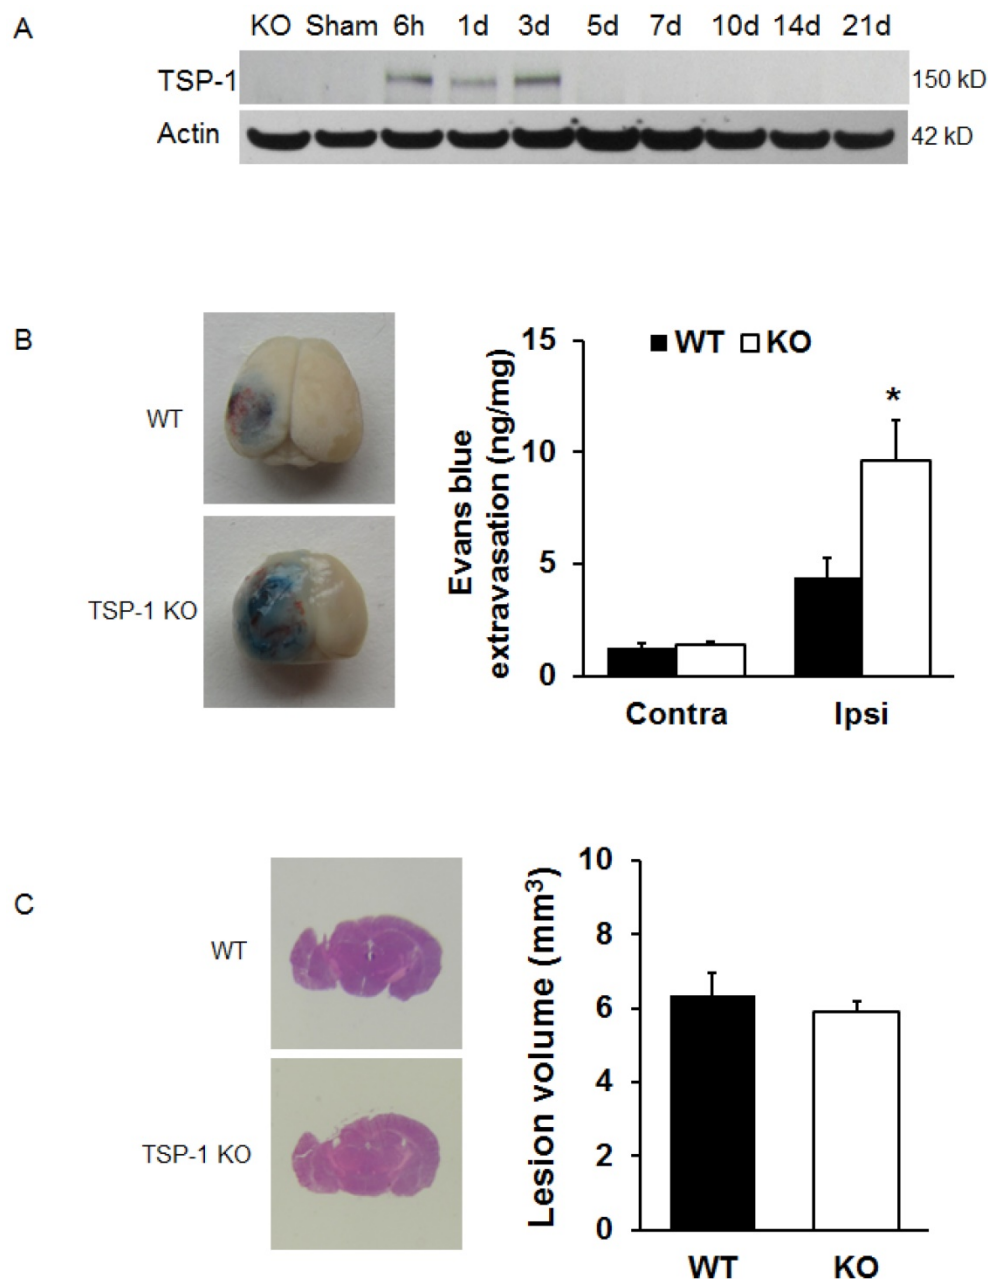 A
KO Sham 6h 1d 3d 5d 7d 10d 14d 21d
TSP-1
150 kD
Actin
42 kD
B
WT
TSP-1 KO
Evans blue
extravasation (ng/mg)
15
10
5
0
WT KO
*
Contra Ipsi
C
WT
TSP-1 KO
Lesion volume (mm³)
10
8
6
4
2
0
WT KO